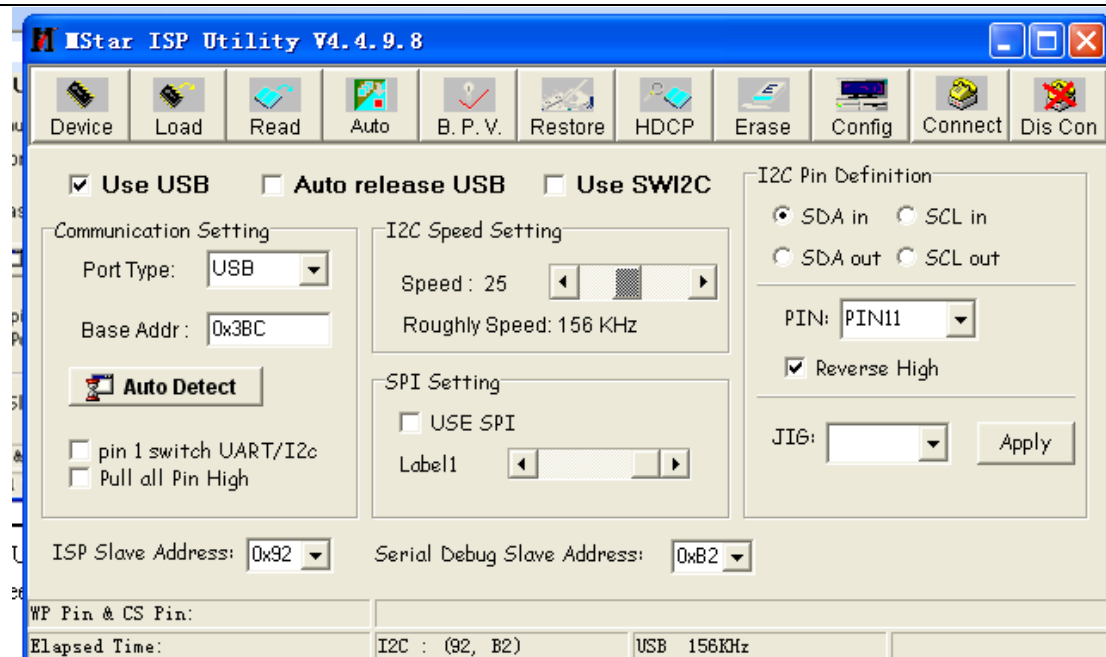 MStar ISP Utility V4.4.9.8
Device Load Read Auto B.P.V. Restore HDCP Erase Config Connect Dis Con
Use USB Auto release USB Use SWI2C
I2C Pin Definition
SDA in SCL in
SDA out SCL out
PIN: PIN11
Reverse High
JIG: Apply
Communication Setting
Port Type: USB
Base Addr: 0x3BC
Auto Detect
pin 1 switch UART/I2c
Pull all Pin High
I2C Speed Setting
Speed: 25
Roughly Speed: 156 KHz
SPI Setting
USE SPI
Label1
ISP Slave Address: 0x92 Serial Debug Slave Address: 0xB2
WP Pin & CS Pin:
Elapsed Time: I2C : (92, B2) USB 156KHz